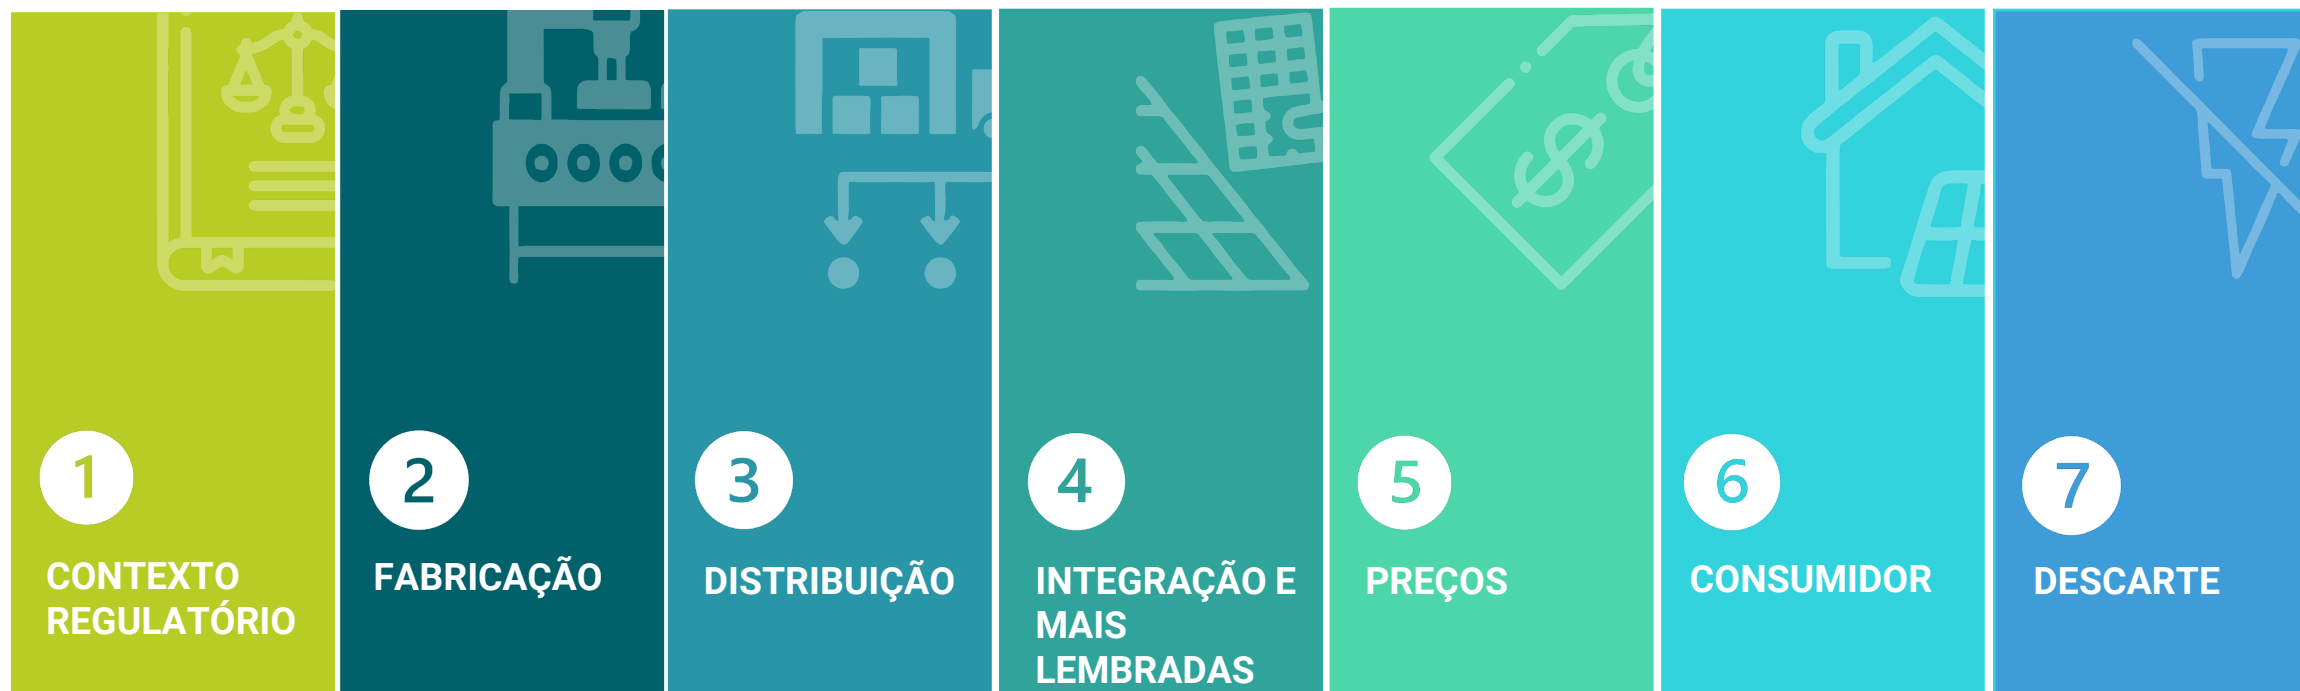 1
CONTEXTO
REGULATÓRIO
2
FABRICAÇÃO
3
DISTRIBUIÇÃO
4
INTEGRAÇÃO E
MAIS
LEMBRADAS
5
PREÇOS
6
CONSUMIDOR
7
DESCARTE